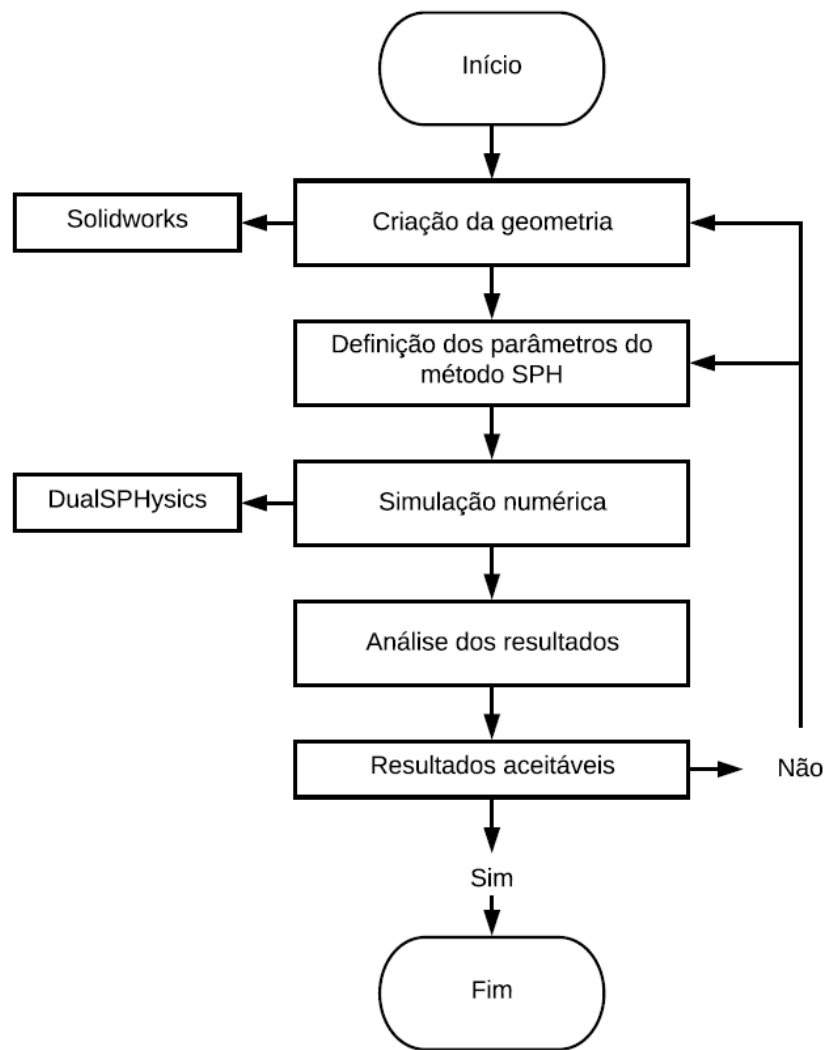 Início
Solidworks
Criação da geometria
Definição dos parâmetros do
método SPH
DualSPHysics
Simulação numérica
Análise dos resultados
Resultados aceitáveis
Não
Sim
Fim